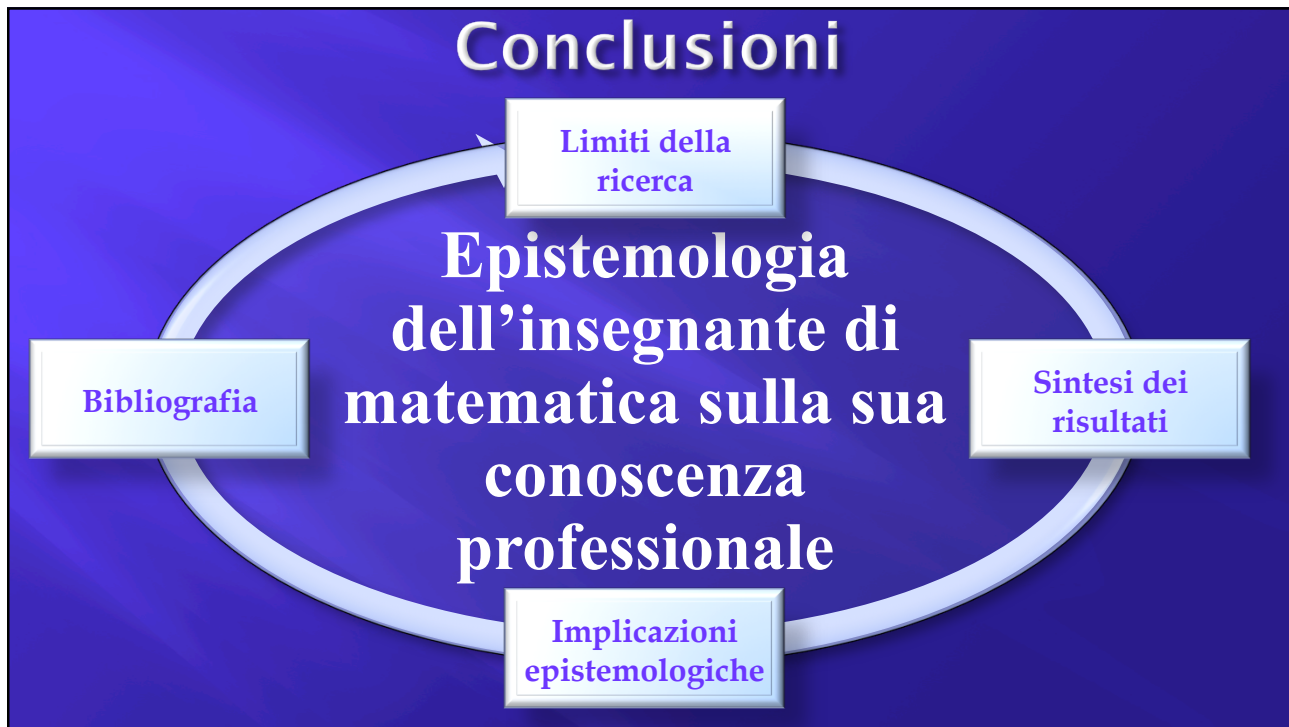 Conclusioni
Limiti della
ricerca
Epistemologia
dell’insegnante di
matematica sulla sua
conoscenza
professionale
Bibliografia
Sintesi dei
risultati
Implicazioni
epistemologiche